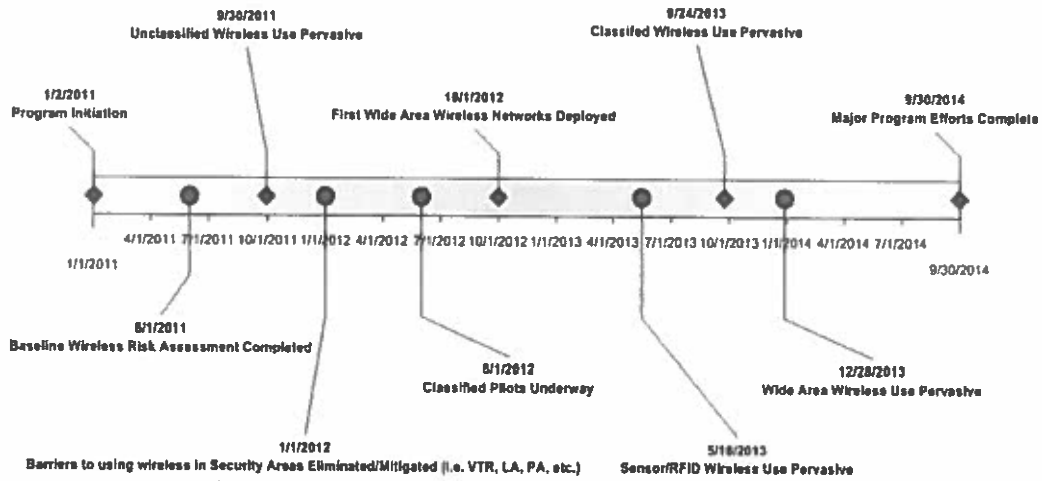 9/30/2011
Unclassified Wireless Use Pervasive
9/24/2013
Classifed Wireless Use Pervasive
1/2/2011
Program Initiation
10/1/2012
First Wide Area Wireless Networks Deployed
9/30/2014
Major Program Efforts Complete
4/1/2011 7/1/2011 10/1/2011 1/1/2012 4/1/2012 7/1/2012 10/1/2012 1/1/2013 4/1/2013 7/1/2013 10/1/2013 1/1/2014 4/1/2014 7/1/2014
1/1/2011
9/30/2014
6/1/2011
Baseline Wireless Risk Assessment Completed
6/1/2012
Classified Pilots Underway
12/28/2013
Wide Area Wireless Use Pervasive
1/1/2012
Barriers to using wireless in Security Areas Eliminated/Mitigated (i.e. VTR, LA, PA, etc.)
5/18/2013
Sensor/RFID Wireless Use Pervasive